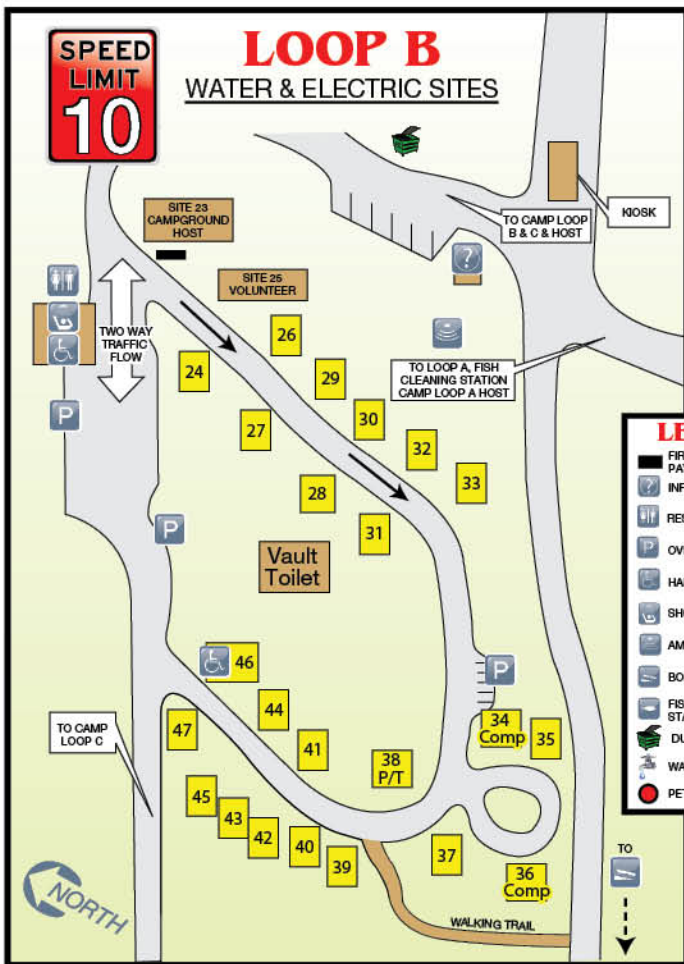 SPEED
LIMIT
10
LOOP B
WATER & ELECTRIC SITES
SITE 23
CAMPGROUND
HOST
TO CAMP LOOP
B & C & HOST
KIOSK
SITE 25
VOLUNTEER
?
TWO WAY
TRAFFIC
FLOW
26
24
29
TO LOOP A, FISH
CLEANING STATION
CAMP LOOP A HOST
P
27
30
32
33
28
31
P
Vault
Toilet
46
P
44
47
TO CAMP
LOOP C
41
34
Comp
35
38
P/T
45
43
42
40
39
37
36
Comp
NORTH
WALKING TRAIL
TO
?
P